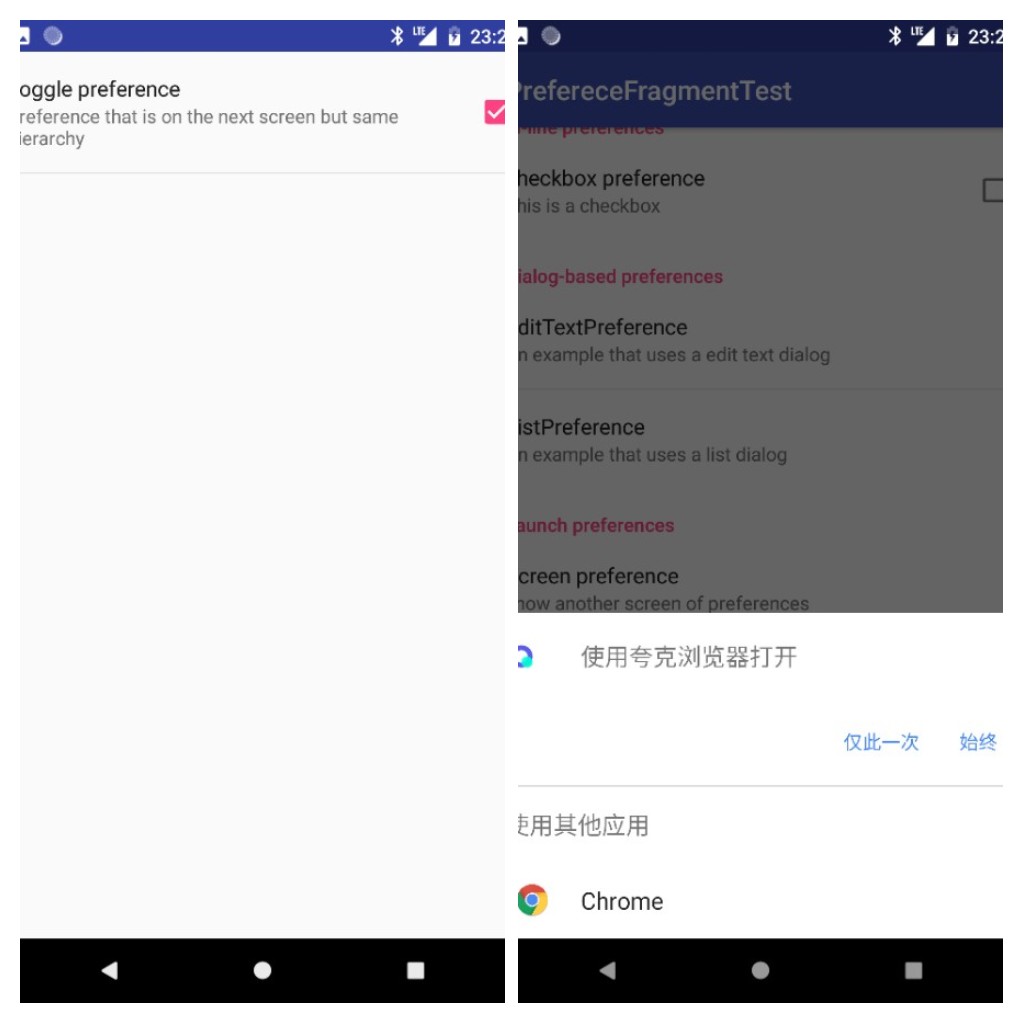 LTE 23:2
oggle preference
reference that is on the next screen but same
ierarchy
LTE 23:2
PrefereceFragmentTest
nline preferences
heckbox preference
his is a checkbox
ialog-based preferences
ditTextPreference
n example that uses a edit text dialog
istPreference
n example that uses a list dialog
aunch preferences
creen preference
how another screen of preferences
使用夸克浏览器打开
仅此一次 始终
使用其他应用
Chrome